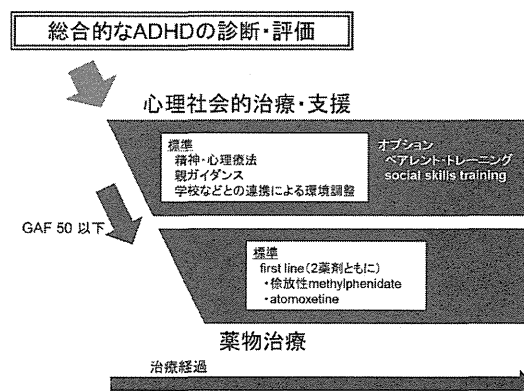 総合的なADHDの診断・評価
心理社会的治療・支援
標準
精神・心理療法
親ガイダンス
学校などとの連携による環境調整
オプション
ペアレント・トレーニング
social skills training
GAF 50 以下
標準
first line(2薬剤ともに)
・徐放性methylphenidate
・atomoxetine
薬物治療
治療経過